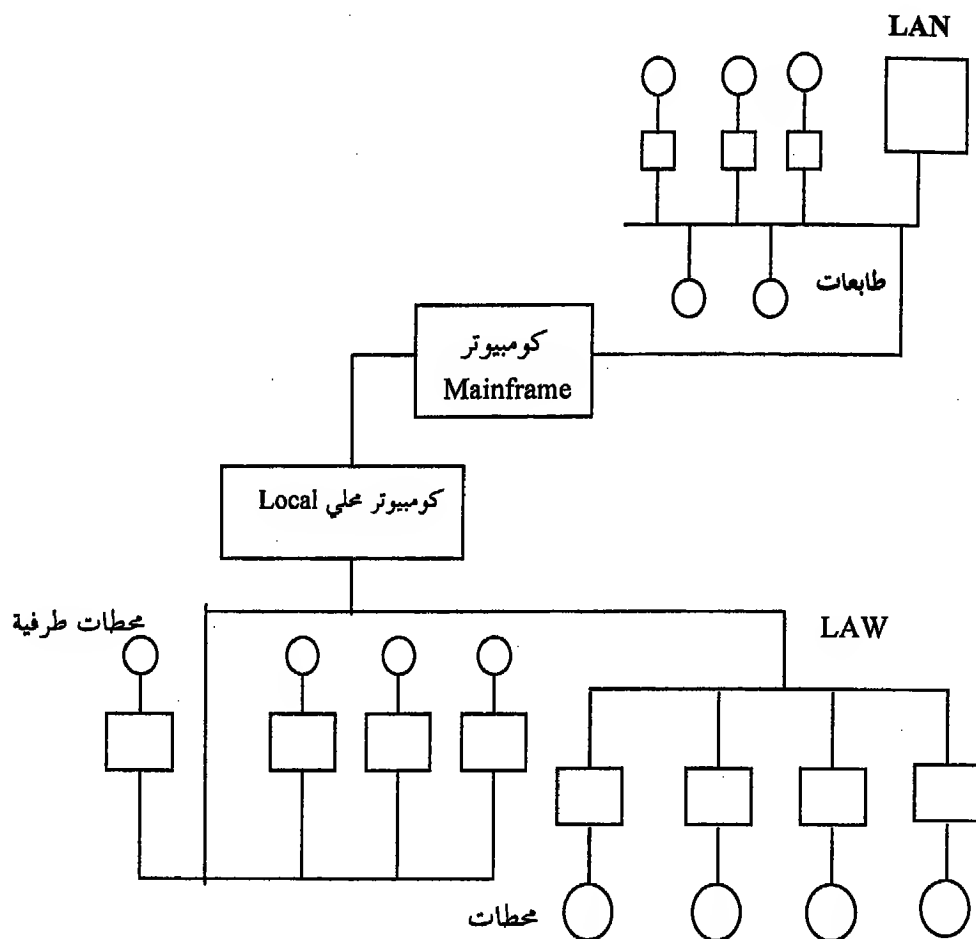 LAN
طابعات
كومبيوتر
Mainframe
كومبيوتر محلي Local
محطات طرفية
LAW
محطات